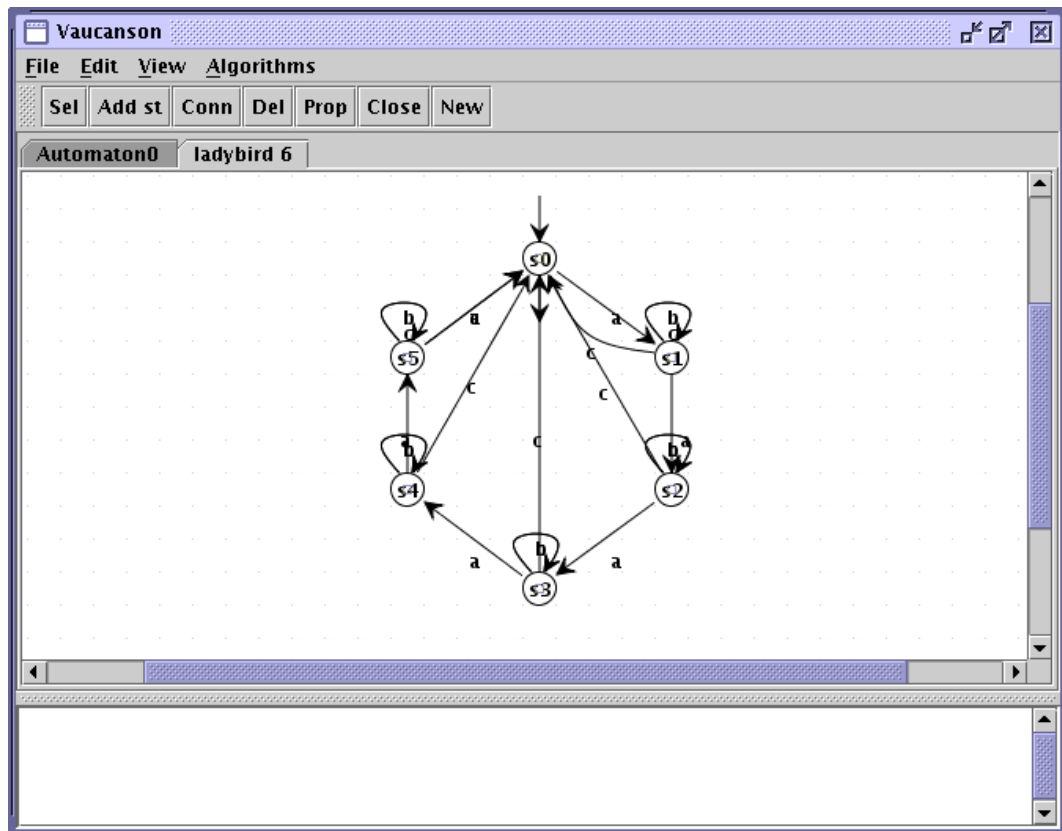 Vaucanson
File Edit View Algorithms
Sel Add st Conn Del Prop Close New
Automaton0 ladybird 6
s0
b a b
s5 c s1
c c
a
b b
s4 c s2
b
a a
s3